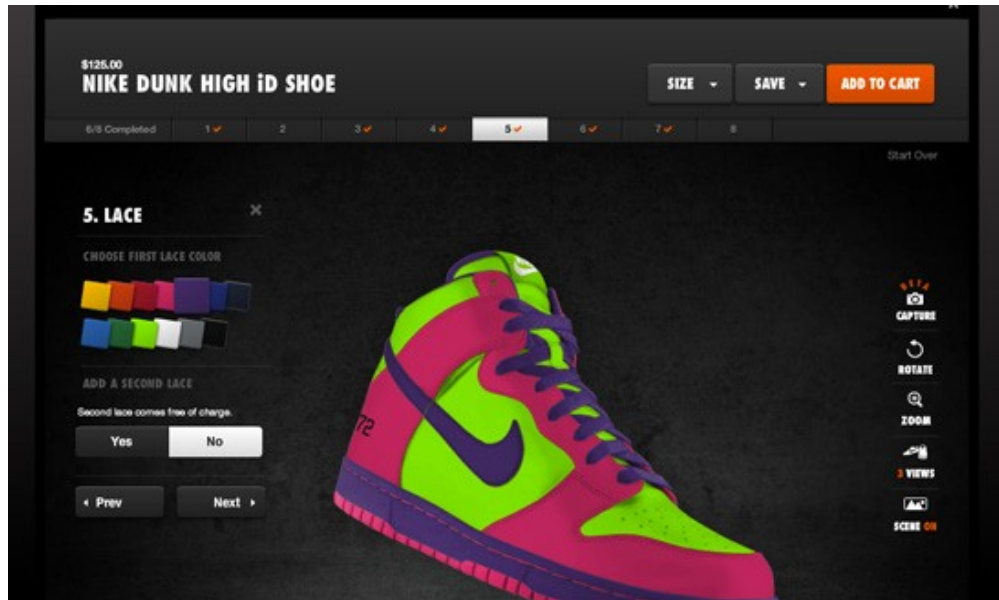 $125.00
NIKE DUNK HIGH iD SHOE
SIZE
SAVE
ADD TO CART
6/8 Completed 1 2 3 4 5 6 7 8
Start Over
5. LACE
CHOOSE FIRST LACE COLOR
ADD A SECOND LACE
Second lace comes free of charge.
Yes No
Prev Next
72
BETA
CAPTURE
ROTATE
ZOOM
3 VIEWS
SCENE ON